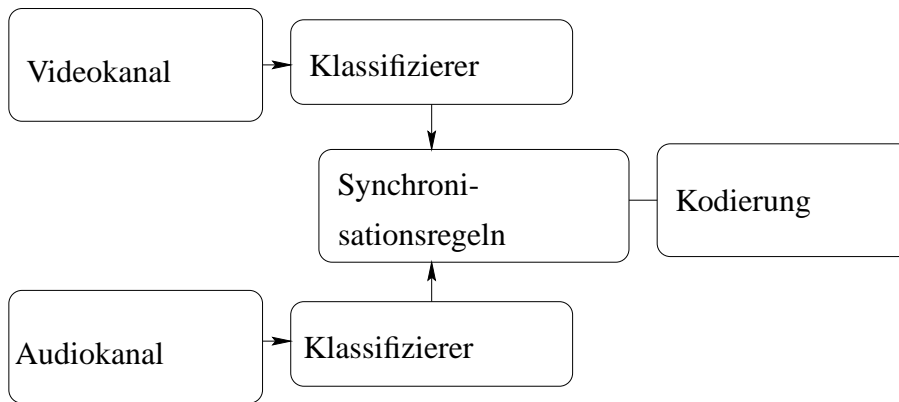 Videokanal
Klassifizierer
Synchroni-
sationsregeln
Kodierung
Audiokanal
Klassifizierer